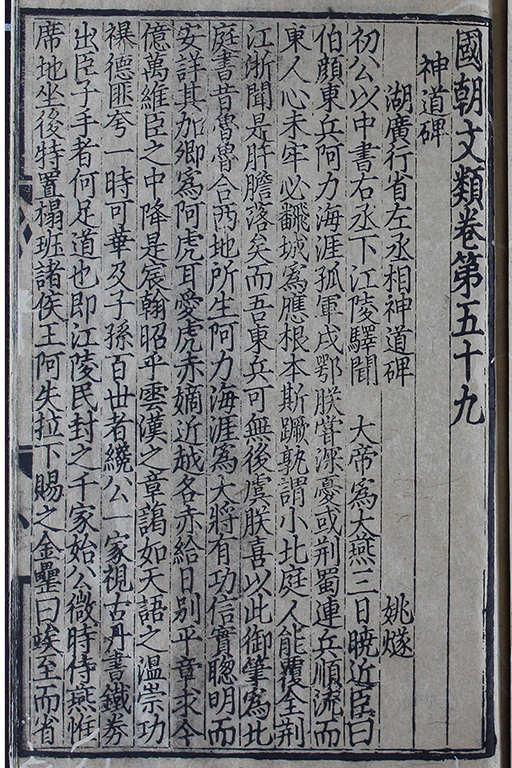 國朝文類卷第五十九
神道碑
湖廣行省左丞相神道碑 姚燧
初公以中書右丞下江陵驛聞 大帝爲大燕三日曉近臣曰
伯顏東兵阿力海涯孤軍戍鄂朕嘗深憂或荆蜀連兵順流而
東人心未牢必翻城爲應根本斯蹶孰謂小北庭人能覆全荆
江浙聞是肝膽落矣而吾東兵可無後虞朕喜以此御筆爲北
庭書昔魯魯合西地所生阿力海涯爲大將有功信實聰明而
安詳其加卿爲阿虎耳愛虎赤嫡近越各赤給日别平章求今
億萬維臣之中降是宸翰昭乎雲漢之章藹如天語之温崇功
襮德匪夸一時可華及子孫百世者纔公一家視古丹書鐵券
出臣子手者何足道也即江陵民封之千家始公微時侍燕惟
席地坐後特置榻班諸侯王阿失拉下賜之金罍曰竢至而省